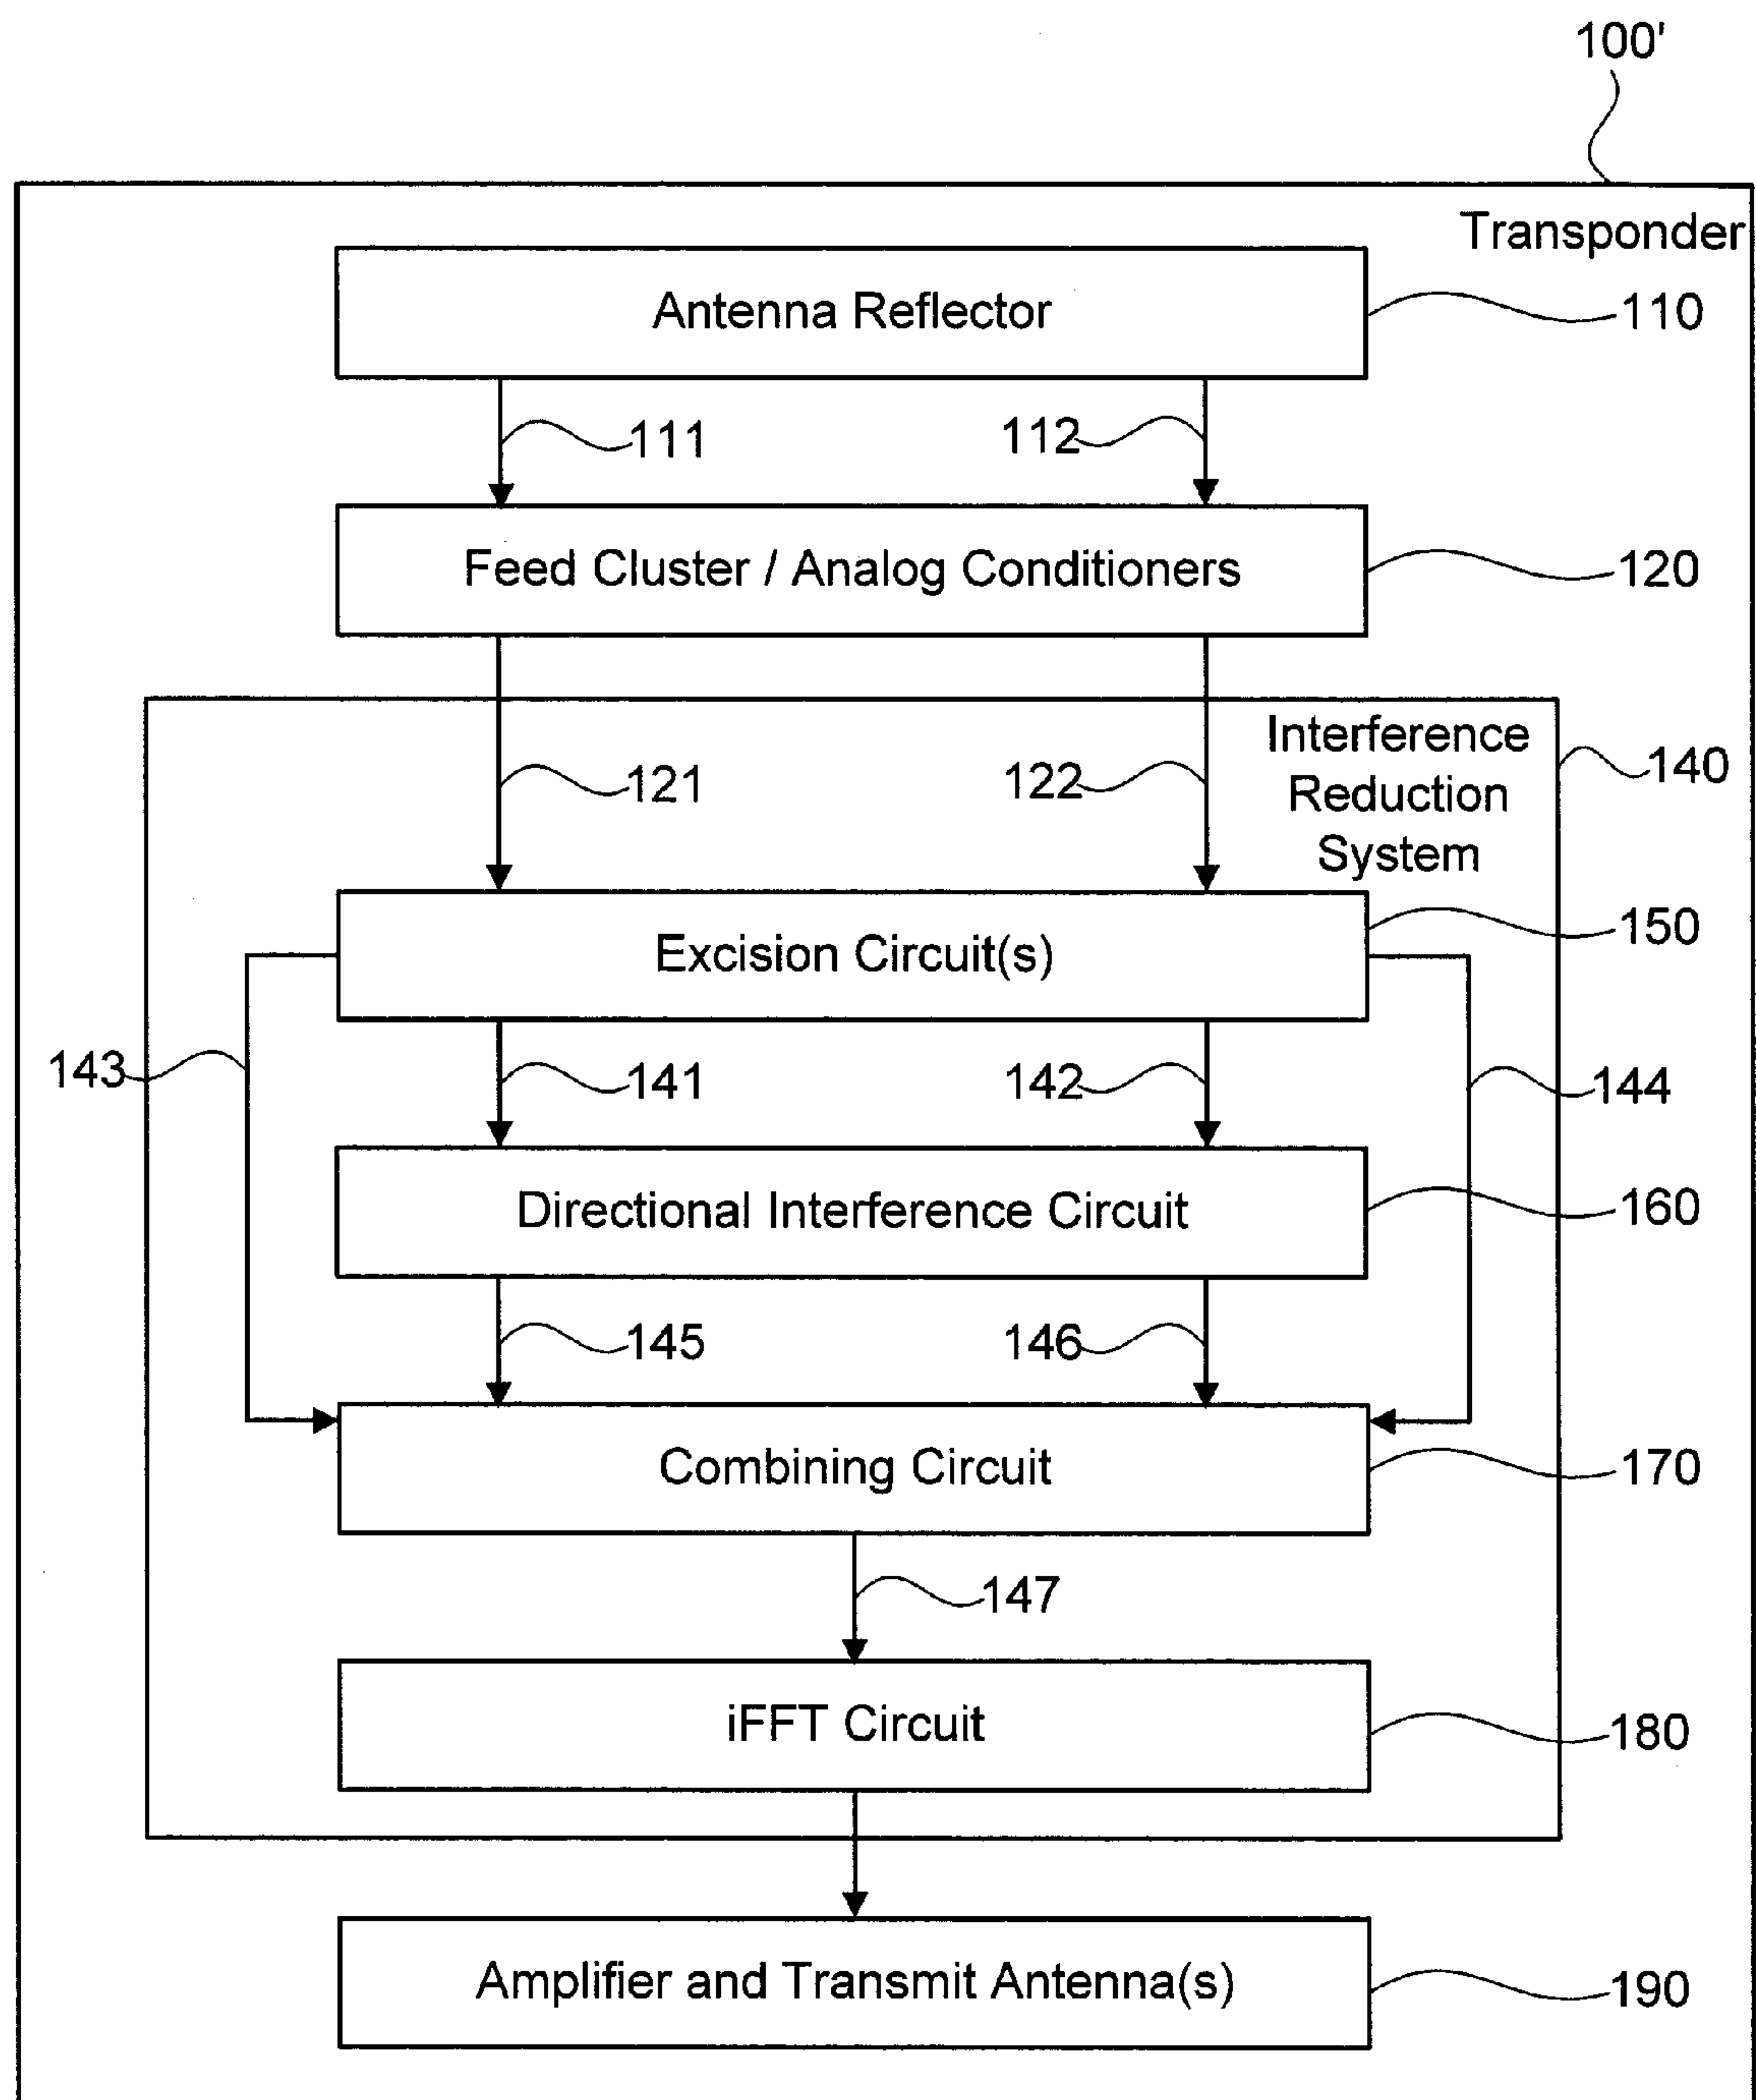 100'
Transponder
Antenna Reflector
110
111
112
Feed Cluster / Analog Conditioners
120
Interference
Reduction
System
140
121
122
Excision Circuit(s)
150
143
141
142
144
Directional Interference Circuit
160
145
146
Combining Circuit
170
147
iFFT Circuit
180
Amplifier and Transmit Antenna(s)
190